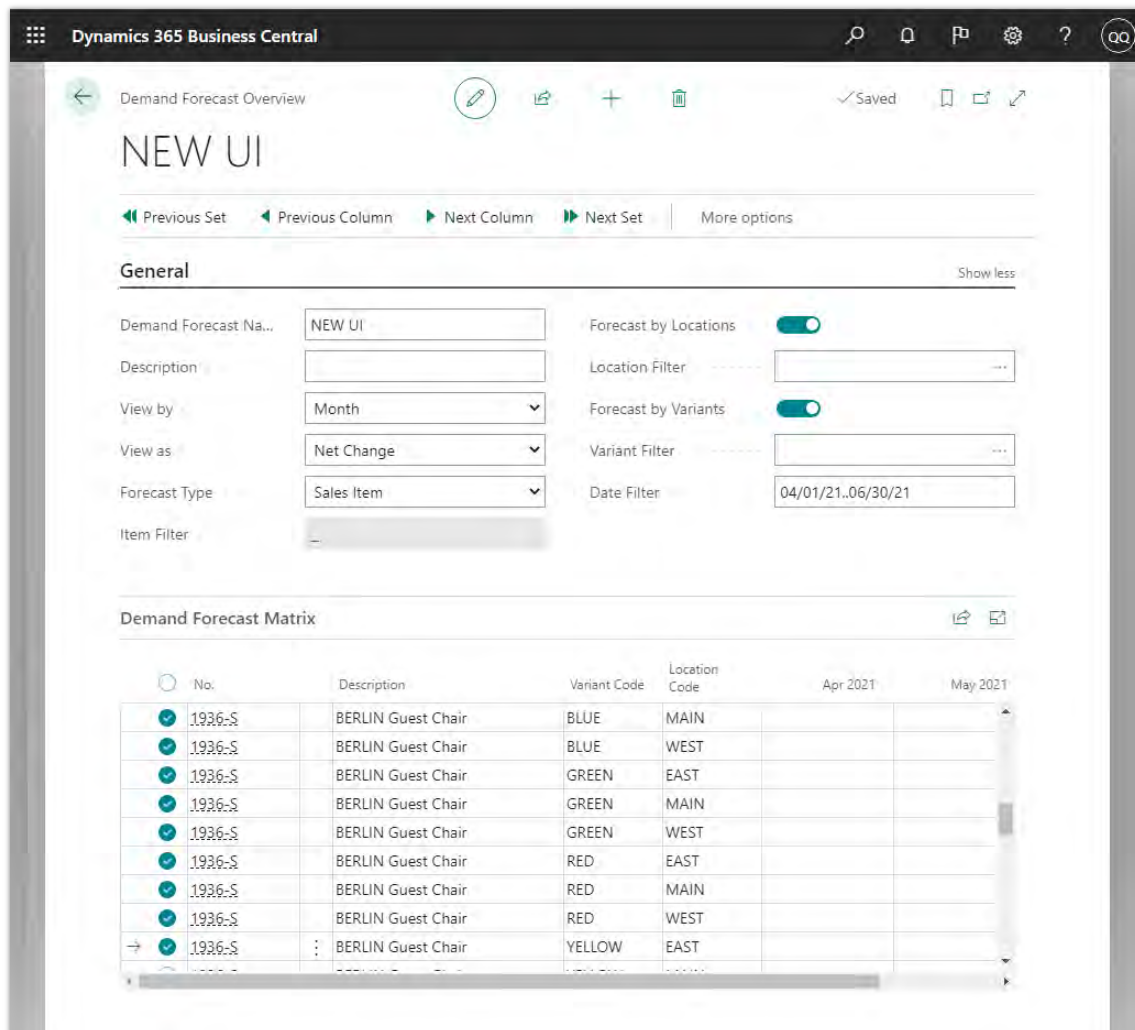 Dynamics 365 Business Central ? QQ
Demand Forecast Overview Saved
NEW UI
Previous Set Previous Column Next Column Next Set More options
General Show less
Demand Forecast Na... NEW UI Forecast by Locations
Description Location Filter ...
View by Month Forecast by Variants
View as Net Change Variant Filter ...
Forecast Type Sales Item Date Filter 04/01/21..06/30/21
Item Filter _
Demand Forecast Matrix
No. Description Variant Code Location Code Apr 2021 May 2021
1936-S BERLIN Guest Chair BLUE MAIN
1936-S BERLIN Guest Chair BLUE WEST
1936-S BERLIN Guest Chair GREEN EAST
1936-S BERLIN Guest Chair GREEN MAIN
1936-S BERLIN Guest Chair GREEN WEST
1936-S BERLIN Guest Chair RED EAST
1936-S BERLIN Guest Chair RED MAIN
1936-S BERLIN Guest Chair RED WEST
1936-S BERLIN Guest Chair YELLOW EAST